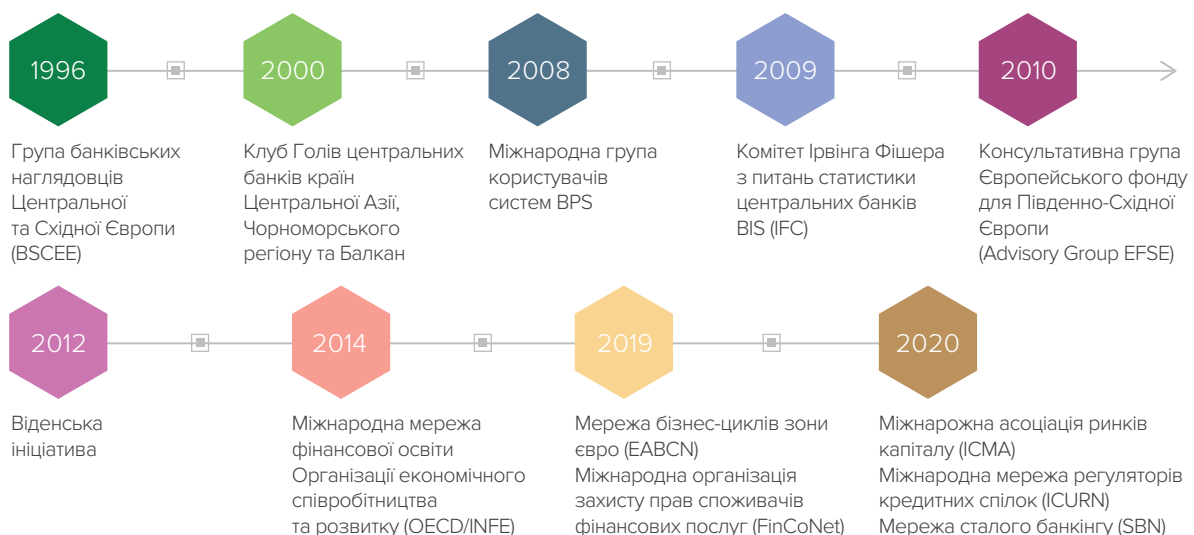 1996
Група банківських
наглядовців
Центральної
та Східної Європи
(BSCEE)
2000
Клуб Голів центральних
банків країн
Центральної Азії,
Чорноморського
регіону та Балкан
2008
Міжнародна група
користувачів
систем BPS
2009
Комітет Ірвінга Фішера
з питань статистики
центральних банків
BIS (IFC)
2010
Консультативна група
Європейського фонду
для Південно-Східної
Європи
(Advisory Group EFSE)
2012
Віденська
ініціатива
2014
Міжнародна мережа
фінансової освіти
Організації економічного
співробітництва
та розвитку (OECD/INFE)
2019
Мережа бізнес-циклів зони
євро (EABCN)
Міжнародна організація
захисту прав споживачів
фінансових послуг (FinCoNet)
2020
Міжнарожна асоціація ринків
капіталу (ICMA)
Міжнародна мережа регуляторів
кредитних спілок (ICURN)
Мережа сталого банкінгу (SBN)